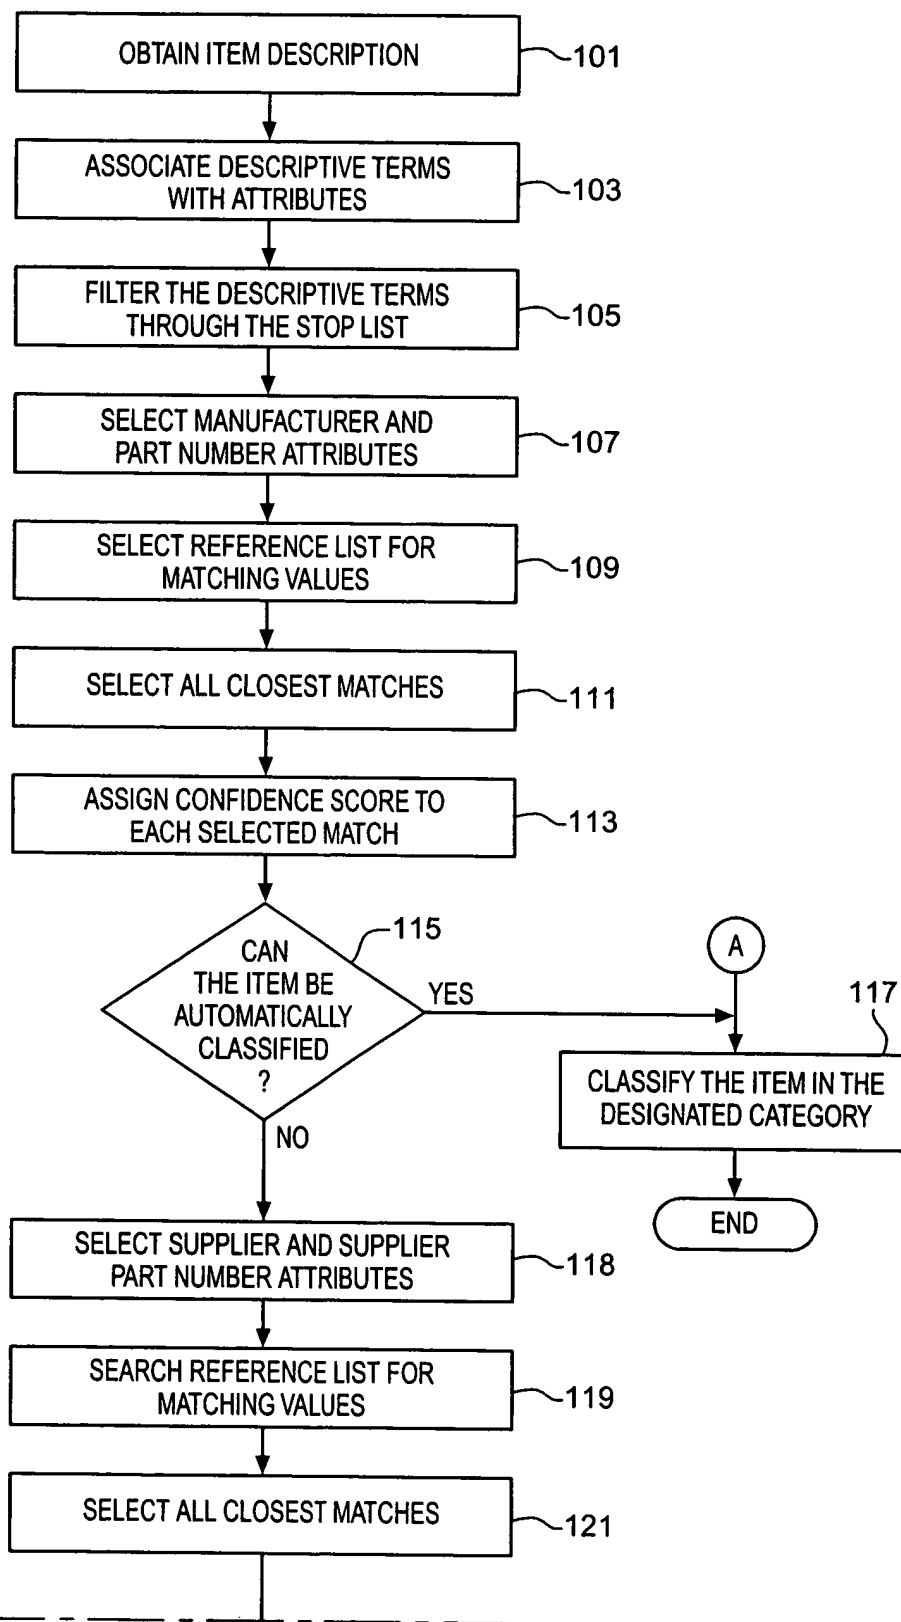 OBTAIN ITEM DESCRIPTION
101
ASSOCIATE DESCRIPTIVE TERMS
WITH ATTRIBUTES
103
FILTER THE DESCRIPTIVE TERMS
THROUGH THE STOP LIST
105
SELECT MANUFACTURER AND
PART NUMBER ATTRIBUTES
107
SELECT REFERENCE LIST FOR
MATCHING VALUES
109
SELECT ALL CLOSEST MATCHES
111
ASSIGN CONFIDENCE SCORE TO
EACH SELECTED MATCH
113
CAN
THE ITEM BE
AUTOMATICALLY
CLASSIFIED
?
115
YES
NO
A
117
CLASSIFY THE ITEM IN THE
DESIGNATED CATEGORY
END
SELECT SUPPLIER AND SUPPLIER
PART NUMBER ATTRIBUTES
118
SEARCH REFERENCE LIST FOR
MATCHING VALUES
119
SELECT ALL CLOSEST MATCHES
121